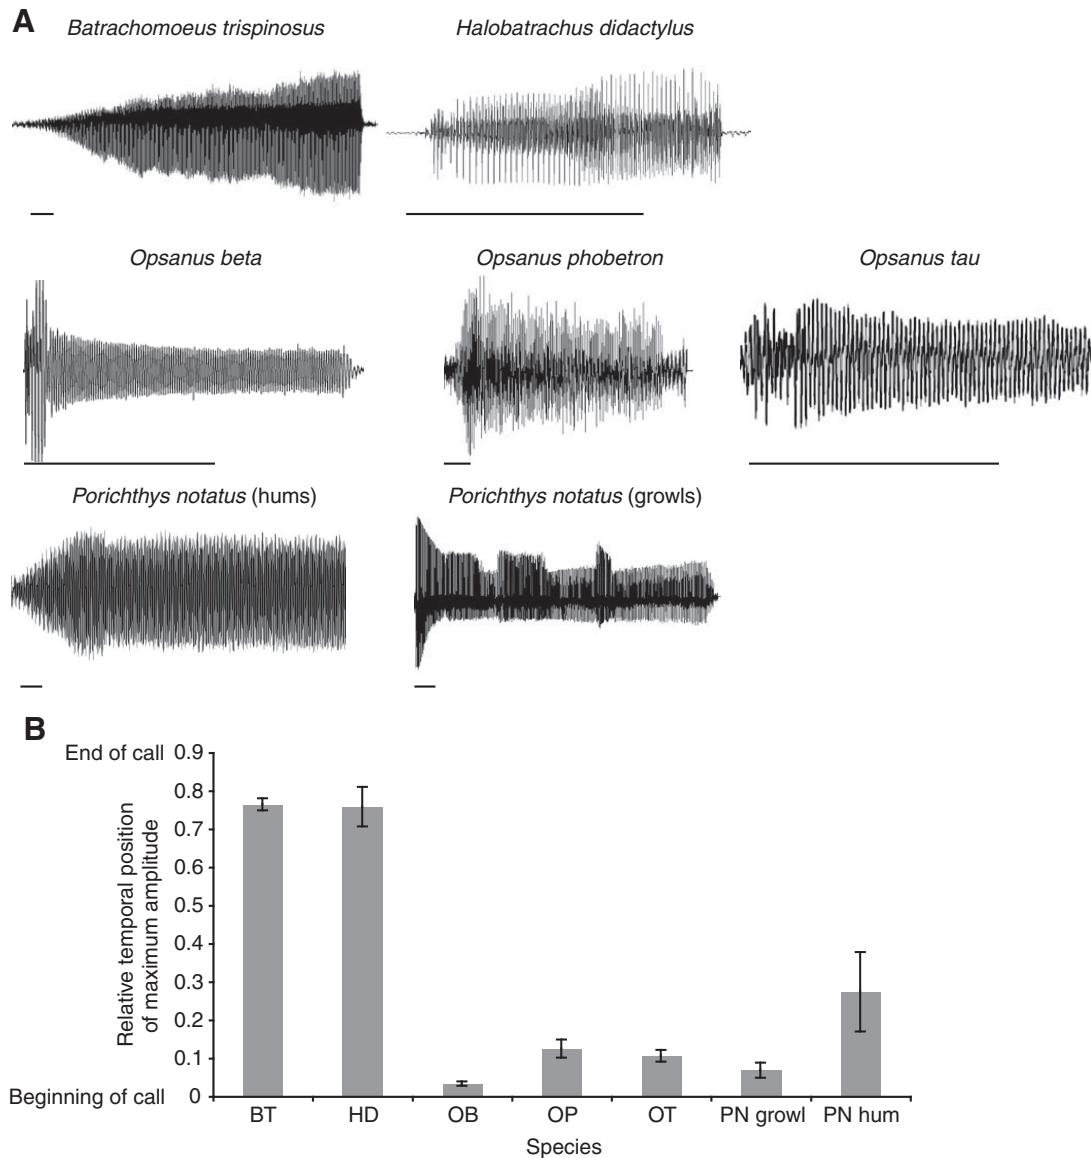 A
Batrachomoeus trispinosus
Halobatrachus didactylus
Opsanus beta
Opsanus phobetron
Opsanus tau
Porichthys notatus (hums)
Porichthys notatus (growls)
B
End of call
0.9
0.8
0.7
0.6
0.5
0.4
0.3
0.2
0.1
0
Beginning of call
Relative temporal position
of maximum amplitude
BT
HD
OB
OP
OT
PN growl
PN hum
Species